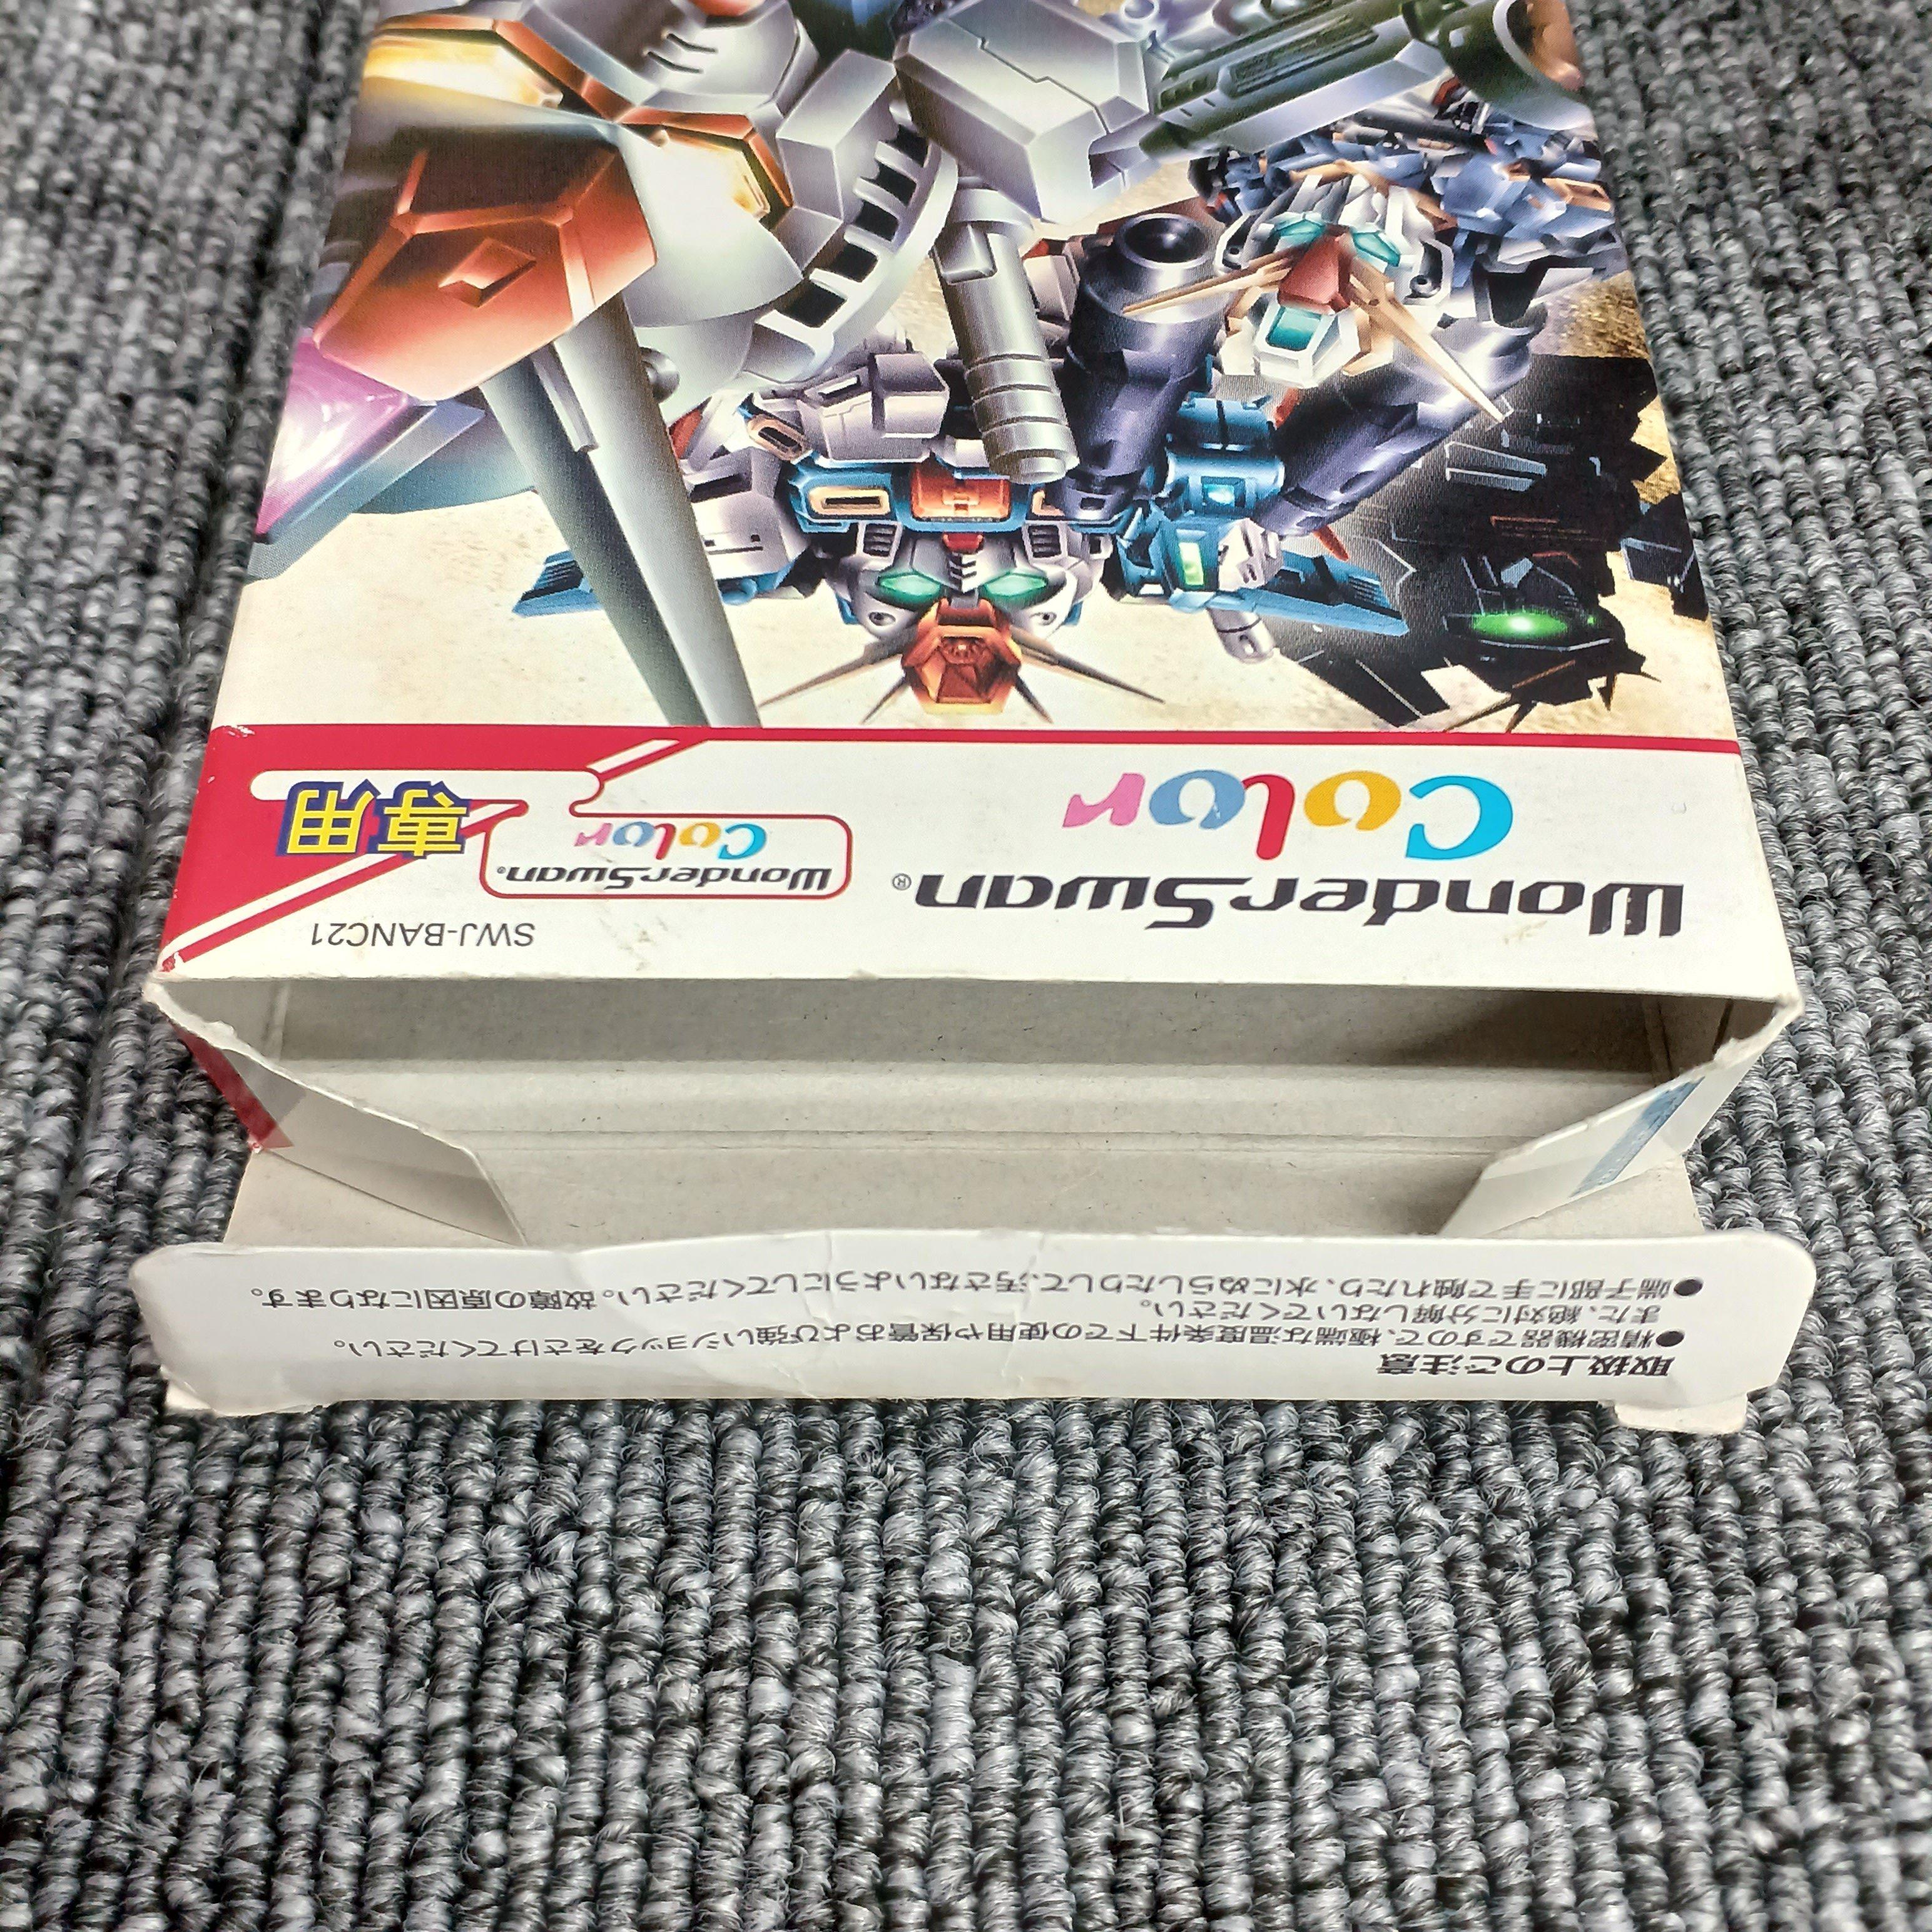 取扱上のご注意
●精密機器ですので、極端な温度条件下での使用や保管および強いショックをさけてください。
また、絶対に分解しないでください。
●端子部に手で触れたり、水にぬらしたりして、汚さないようにしてください。故障の原因になります。
WonderSwan®
Color
SWJ-BANC21
WonderSwan®
Color
専用